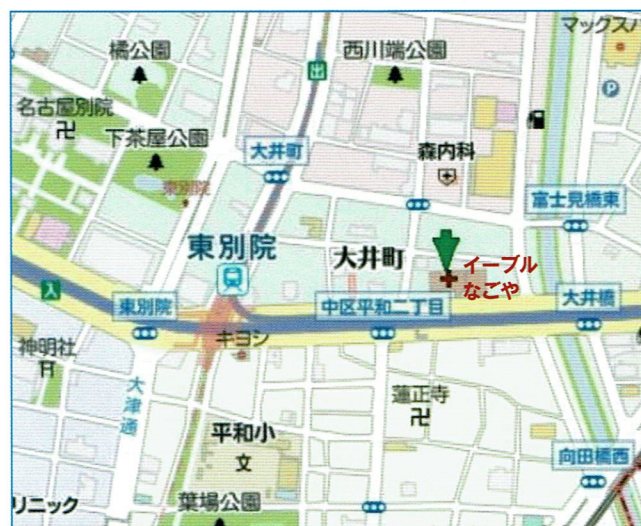 マックスバ
橘公園
西川端公園
出
P
名古屋別院
下茶屋公園
大井町
森内科
東別院
富士見橋東
東別院
大井町
イーブル
なごや
入
東別院
中区平和二丁目
大井橋
キヨシ
神明社
大津通
蓮正寺
平和小
文
向田橋西
リニック
葉場公園